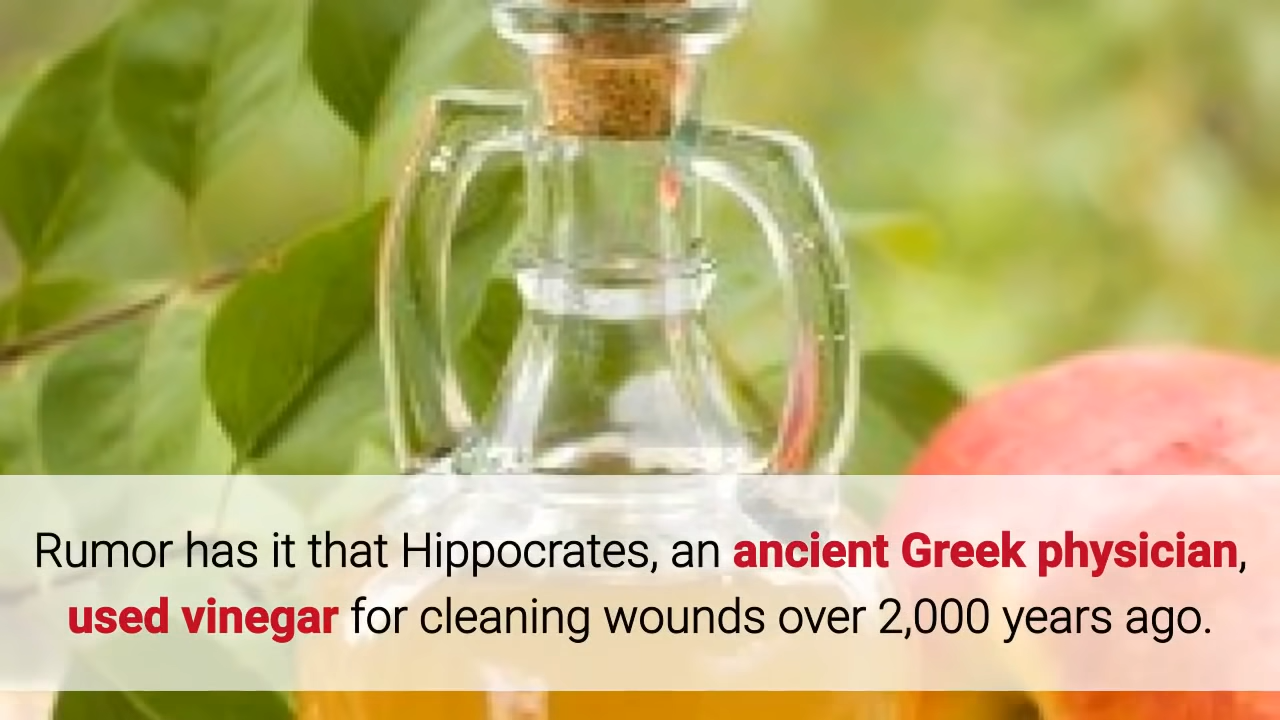 Rumor has it that Hippocrates, an ancient Greek physician,
used vinegar for cleaning wounds over 2,000 years ago.